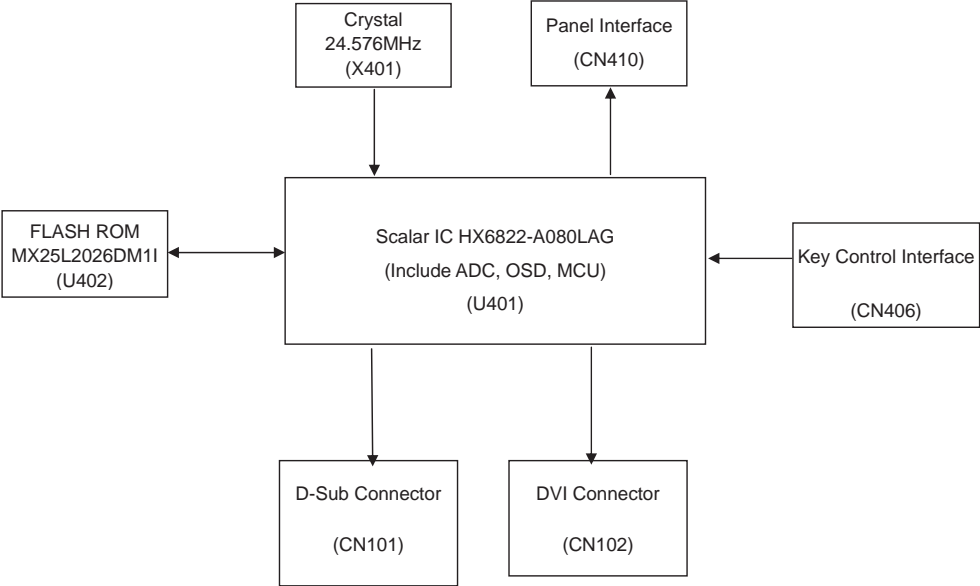 Crystal
24.576MHz
(X401)
Panel Interface
(CN410)
FLASH ROM
MX25L2026DM1I
(U402)
Scalar IC HX6822-A080LAG
(Include ADC, OSD, MCU)
(U401)
Key Control Interface
(CN406)
D-Sub Connector
(CN101)
DVI Connector
(CN102)